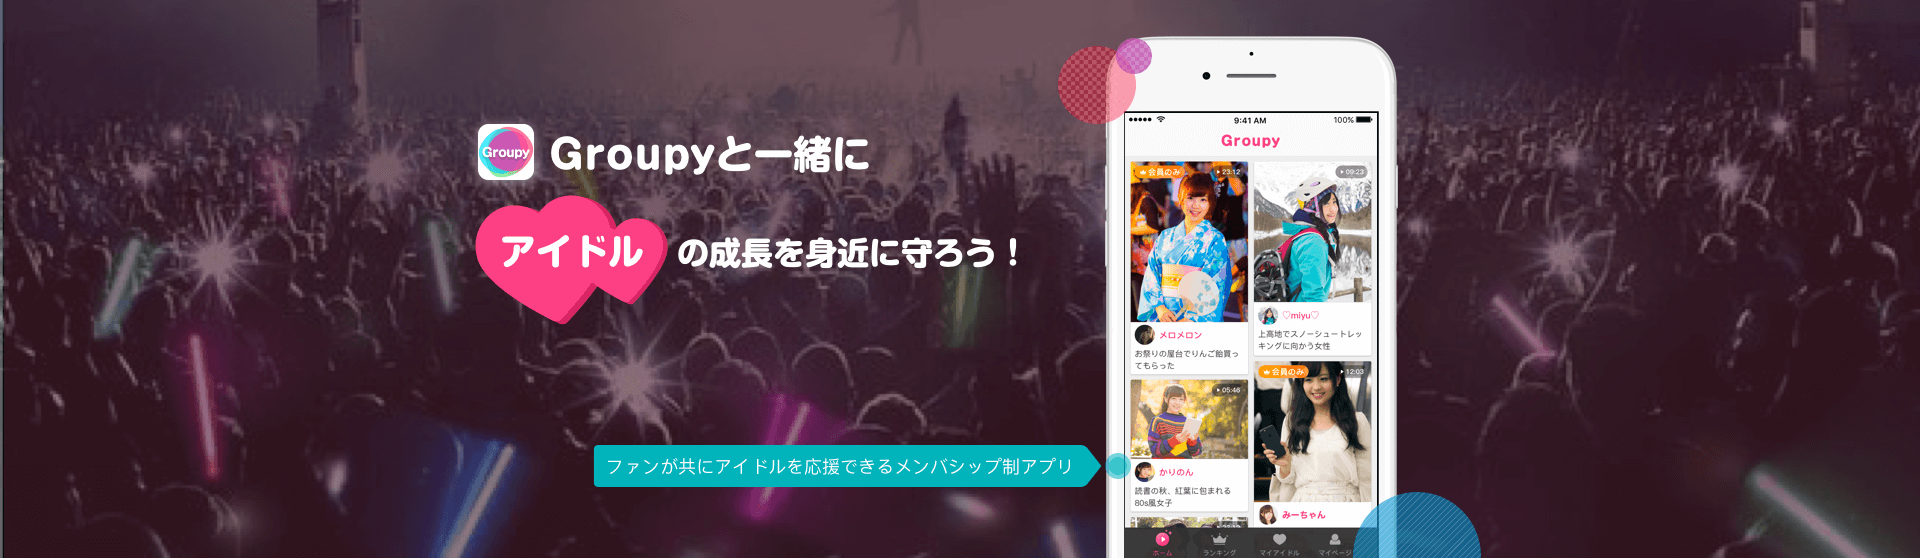 Groupy
Groupyと一緒に
アイドル
の成長を身近に守ろう！
ファンが共にアイドルを応援できるメンバシップ制アプリ
9:41 AM
100%
Groupy
会員のみ
23:12
メロメロン
お祭りの屋台でりんご飴買っ
てもらった
09:23
♡miyu♡
上高地でスノーシュートレッ
キングに向かう女性
05:46
かりのん
読書の秋、紅葉に包まれる
80s風女子
会員のみ
12:03
みーちゃん
ホーム
ランキング
マイアイドル
マイページ